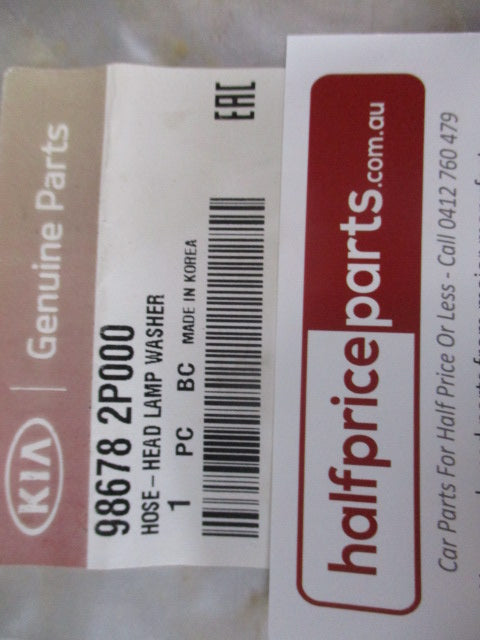 KIA | Genuine Parts
98678 2P000
HOSE-HEAD LAMP WASHER
1 PC BC MADE IN KOREA
EAC
halfpriceparts.com.au
Car Parts For Half Price Or Less - Call 0412 760 479